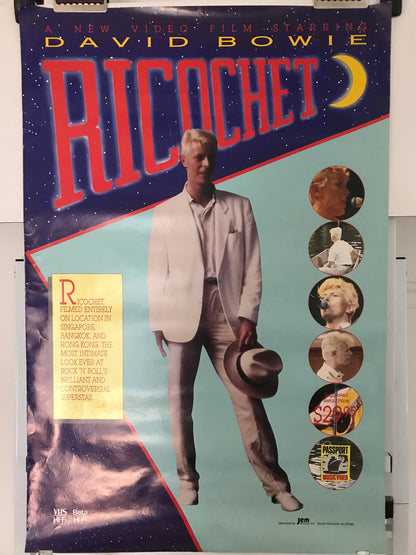 A NEW VIDEO FILM STARRING
DAVID BOWIE
RICOCHET
RICOCHET,
FILMED ENTIRELY
ON LOCATION IN
SINGAPORE,
BANGKOK, AND
HONG KONG. THE
MOST INTIMATE
LOOK EVER AT
ROCK 'N' ROLL'S
BRILLIANT AND
CONTROVERSIAL
SUPERSTAR.
Retail Price
PASSPORT
MUSIC VIDEO
VHS Beta
HI-FI HI-FI
jem